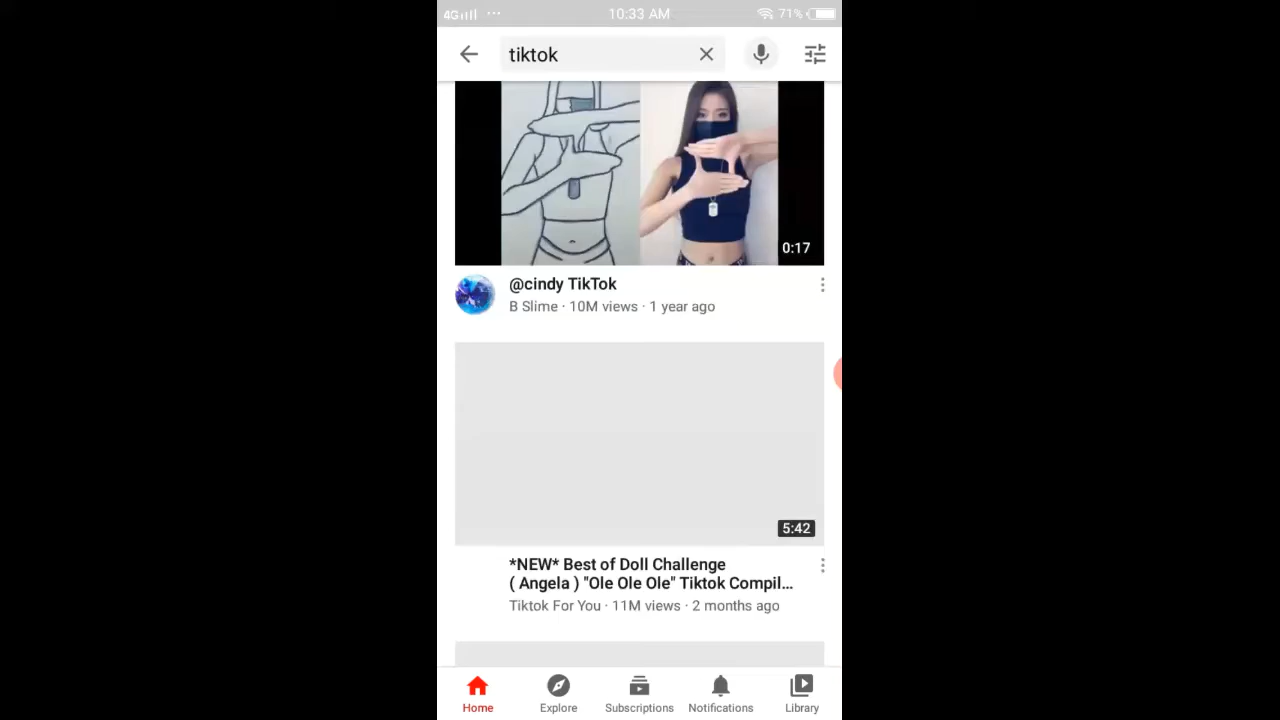 4G 10:33 AM 71%
tiktok
0:17
@cindy TikTok
B Slime · 10M views · 1 year ago
5:42
*NEW* Best of Doll Challenge
( Angela ) "Ole Ole Ole" Tiktok Compil...
Tiktok For You · 11M views · 2 months ago
Home Explore Subscriptions Notifications Library